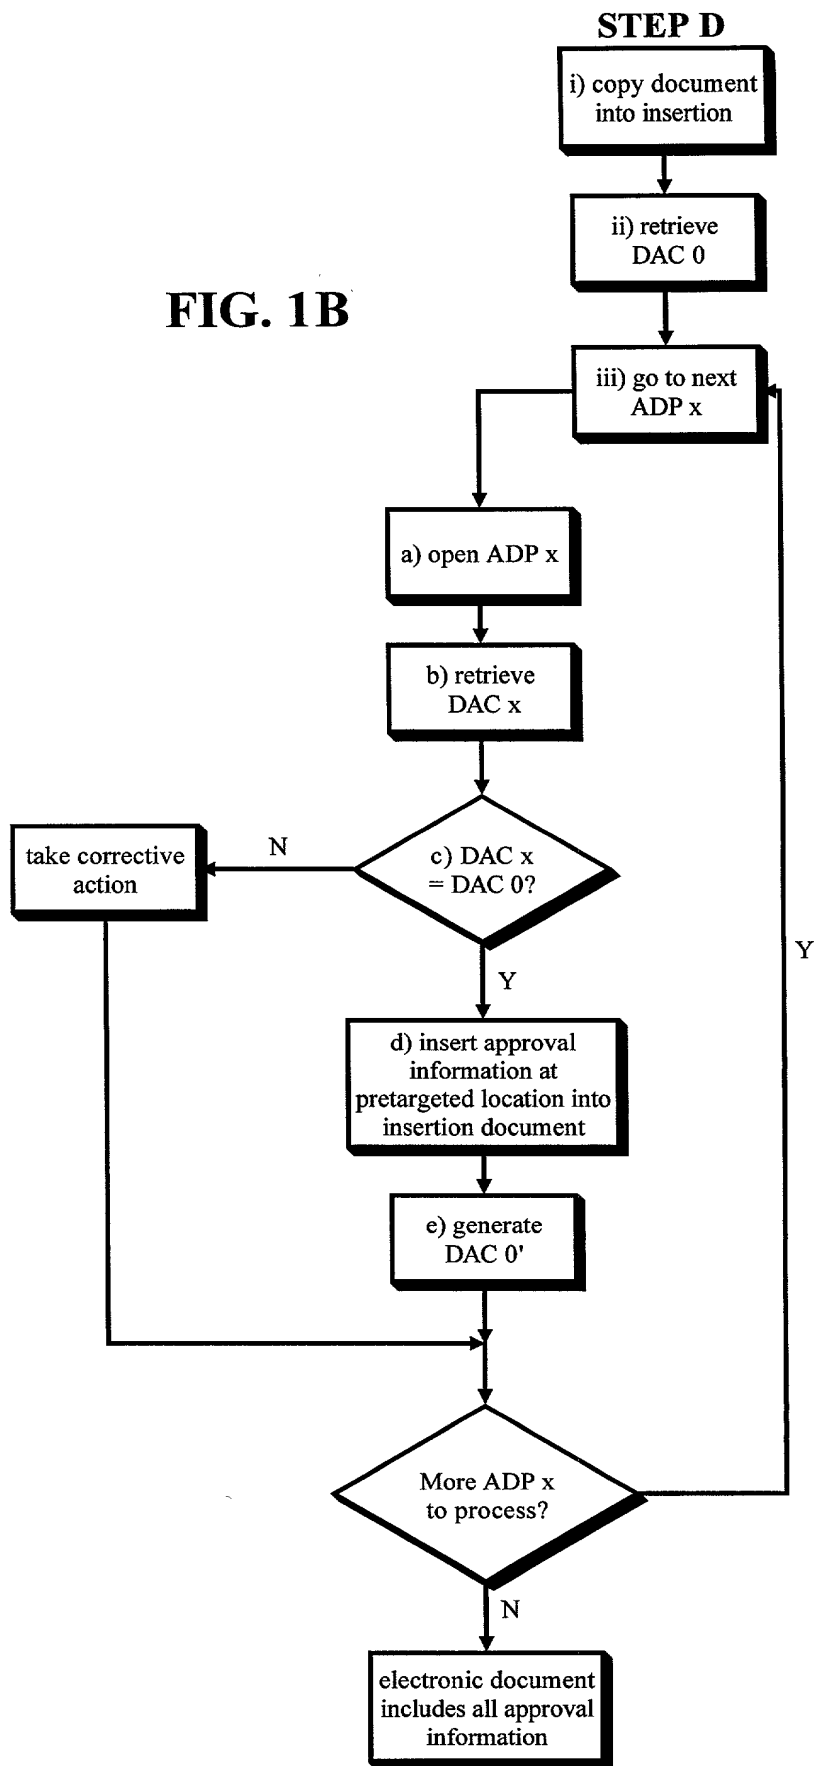 STEP D
i) copy document
into insertion
ii) retrieve
DAC 0
FIG. 1B
iii) go to next
ADP x
a) open ADP x
b) retrieve
DAC x
c) DAC x
= DAC 0?
N
take corrective
action
Y
Y
d) insert approval
information at
pretargeted location into
insertion document
e) generate
DAC 0'
More ADP x
to process?
N
electronic document
includes all approval
information